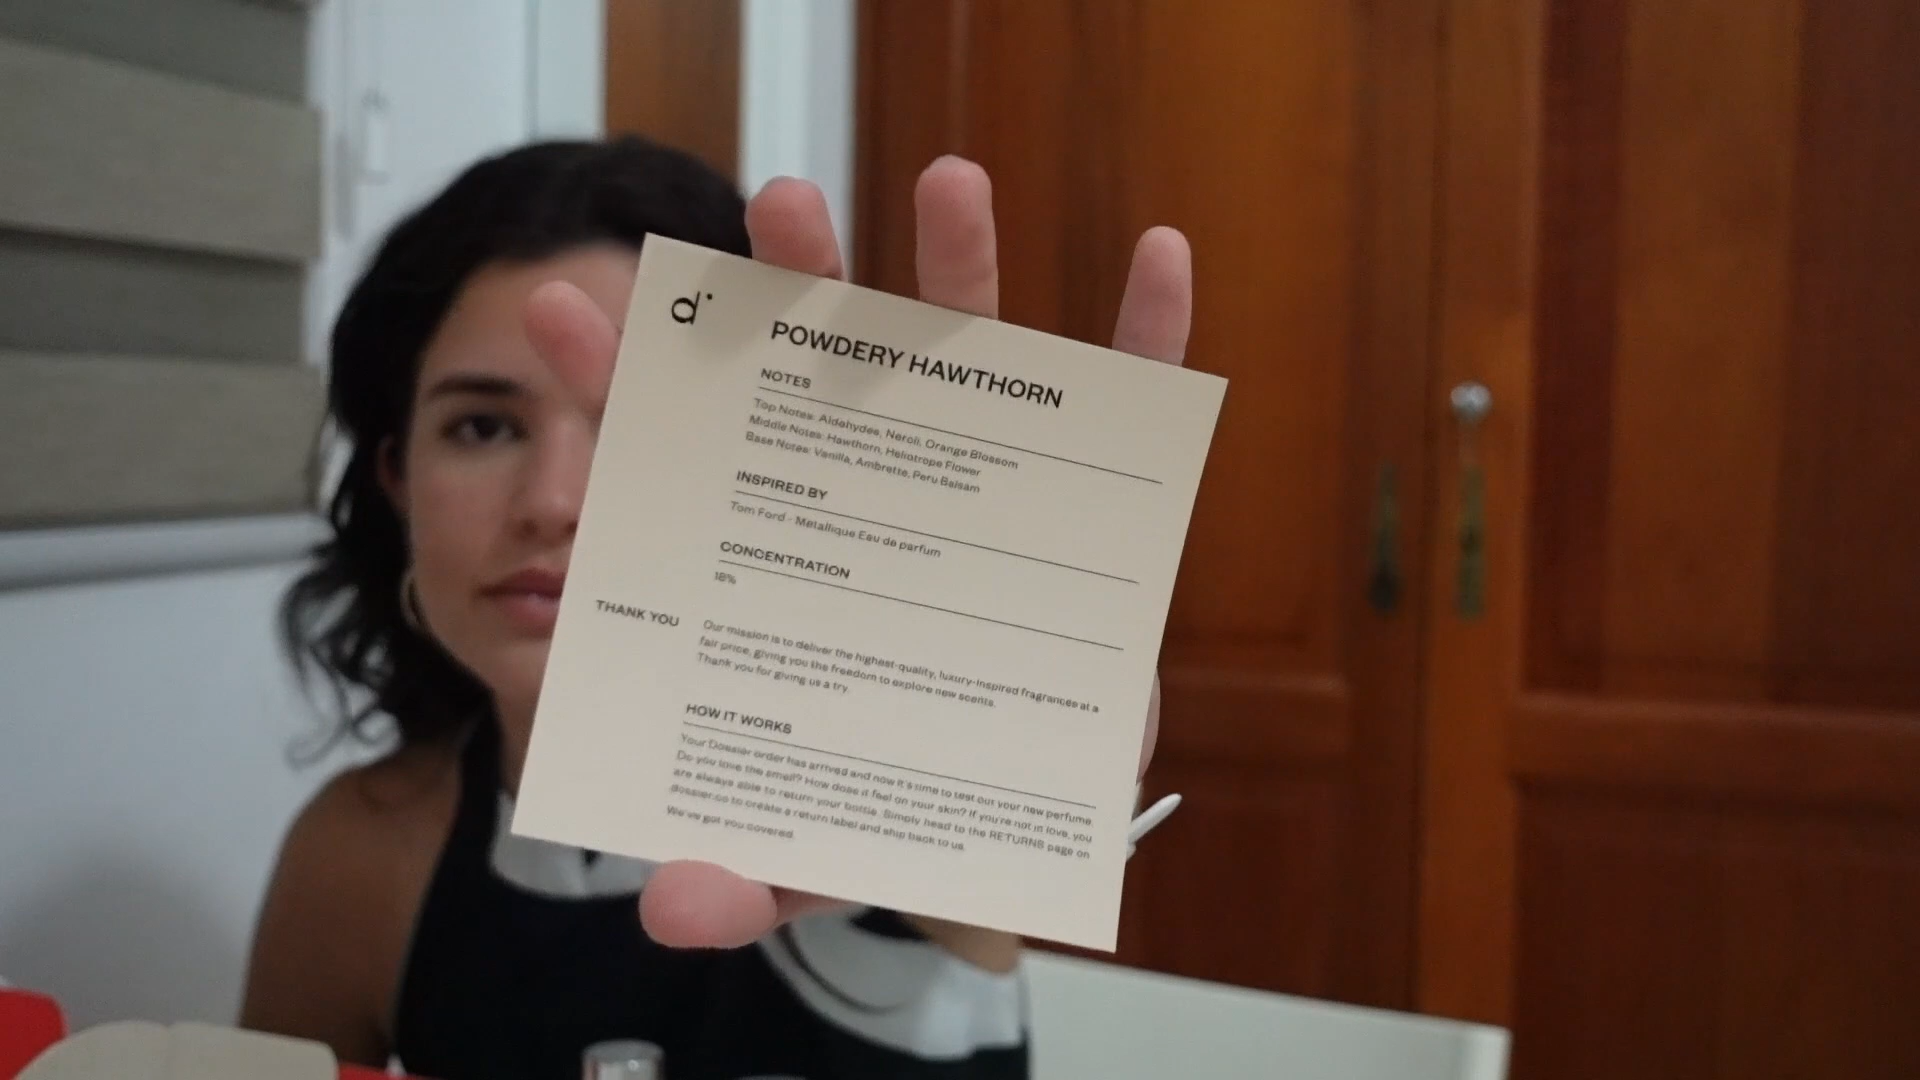 d
POWDERY HAWTHORN
NOTES
Top Notes: Aldehydes, Neroli, Orange Blossom
Middle Notes: Hawthorn, Heliotrope Flower
Base Notes: Vanilla, Ambrette, Peru Balsam
INSPIRED BY
Tom Ford - Metallique Eau de parfum
CONCENTRATION
18%
THANK YOU
Our mission is to deliver the highest-quality, luxury-inspired fragrances at a
fair price, giving you the freedom to explore new scents.
Thank you for giving us a try.
HOW IT WORKS
Your Dossier order has arrived and now it's time to test out your new perfume.
Do you love the smell? How does it feel on your skin? If you're not in love, you
are always able to return your bottle. Simply head to the RETURNS page on
dossier.co to create a return label and ship back to us.
We've got you covered.